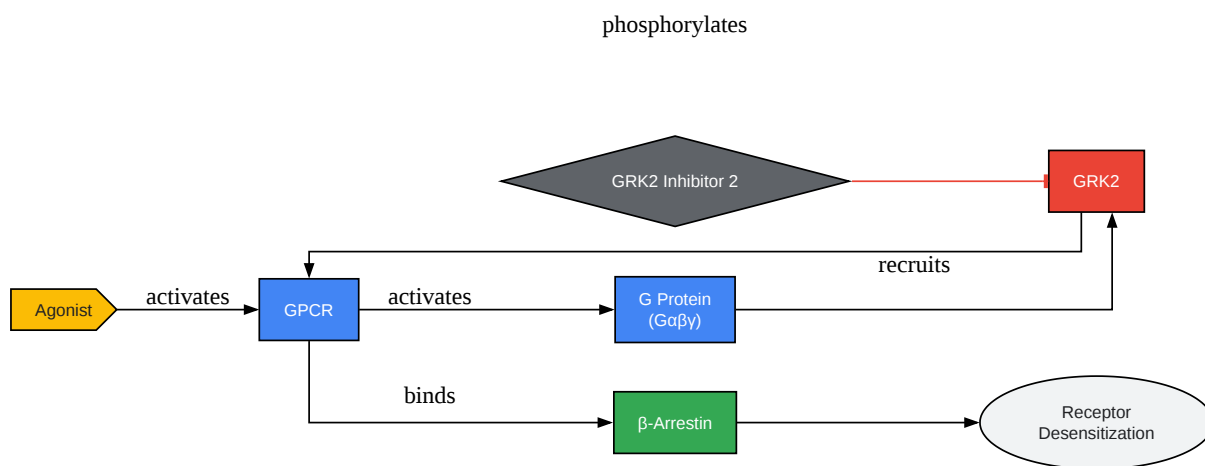 phosphorylates
GRK2 Inhibitor 2
GRK2
recruits
Agonist
activates
GPCR
activates
G Protein
(Gαβγ)
binds
β-Arrestin
Receptor
Desensitization